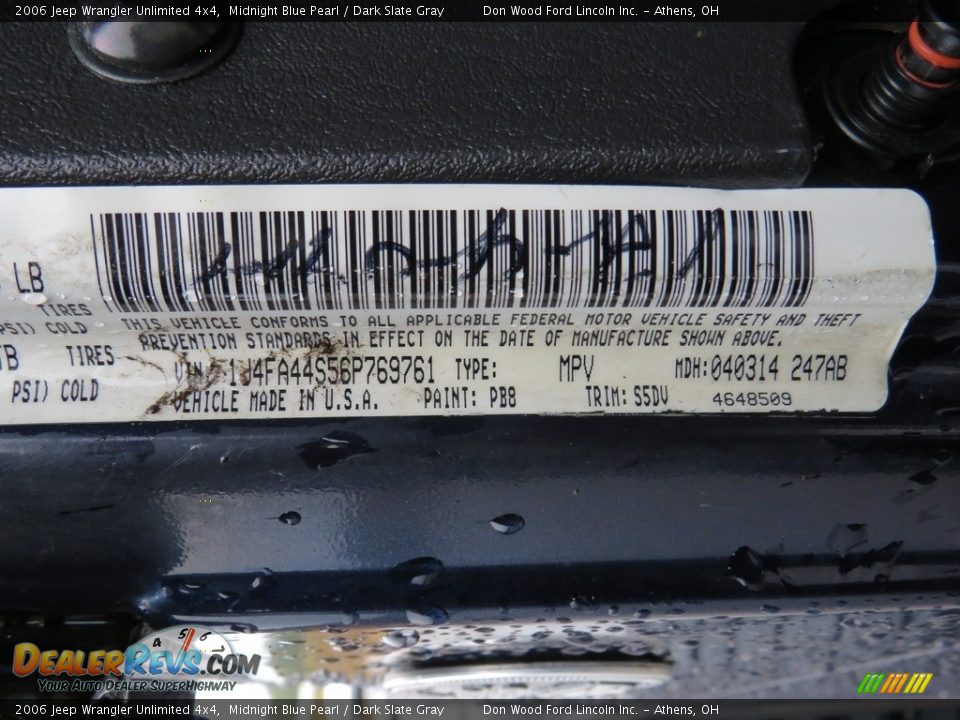 2006 Jeep Wrangler Unlimited 4x4, Midnight Blue Pearl / Dark Slate Gray Don Wood Ford Lincoln Inc. - Athens, OH
LB
TIRES
PSI) COLD
TIRES
PSI) COLD
THIS VEHICLE CONFORMS TO ALL APPLICABLE FEDERAL MOTOR VEHICLE SAFETY AND THEFT
PREVENTION STANDARDS IN EFFECT ON THE DATE OF MANUFACTURE SHOWN ABOVE.
VIN: 1J4FA44S56P769761 TYPE: MPV MDH: 040314 247AB
VEHICLE MADE IN U.S.A. PAINT: PB8 TRIM: S5DV 4648509
4 5 6
DealerRevs.com
Your Auto Dealer SuperHighway
2006 Jeep Wrangler Unlimited 4x4, Midnight Blue Pearl / Dark Slate Gray Don Wood Ford Lincoln Inc. - Athens, OH